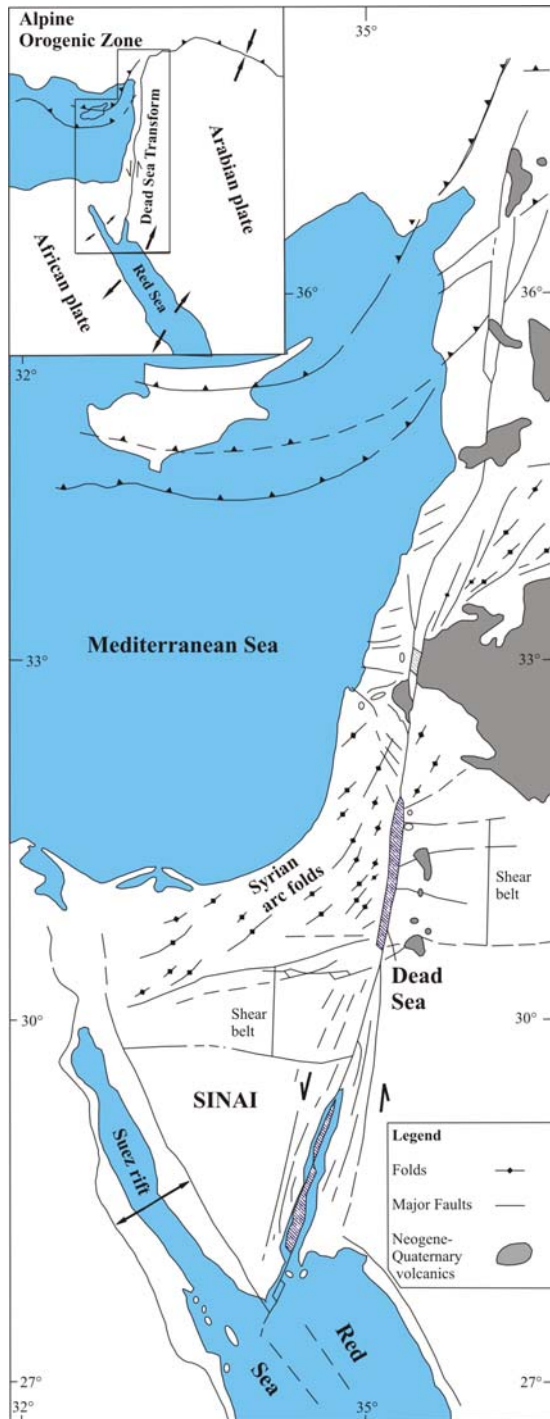 Alpine
Orogenic Zone
35°
Dead Sea Transform
Arabian plate
African plate
Red Sea
32°
36°
36°
Mediterranean Sea
33°
33°
Syrian
arc folds
Shear
belt
Dead
Sea
30°
30°
Shear
belt
SINAI
Suez rift
Legend
Folds
Major Faults
Neogene-
Quaternary
volcanics
Red
Sea
27°
27°
32°
35°